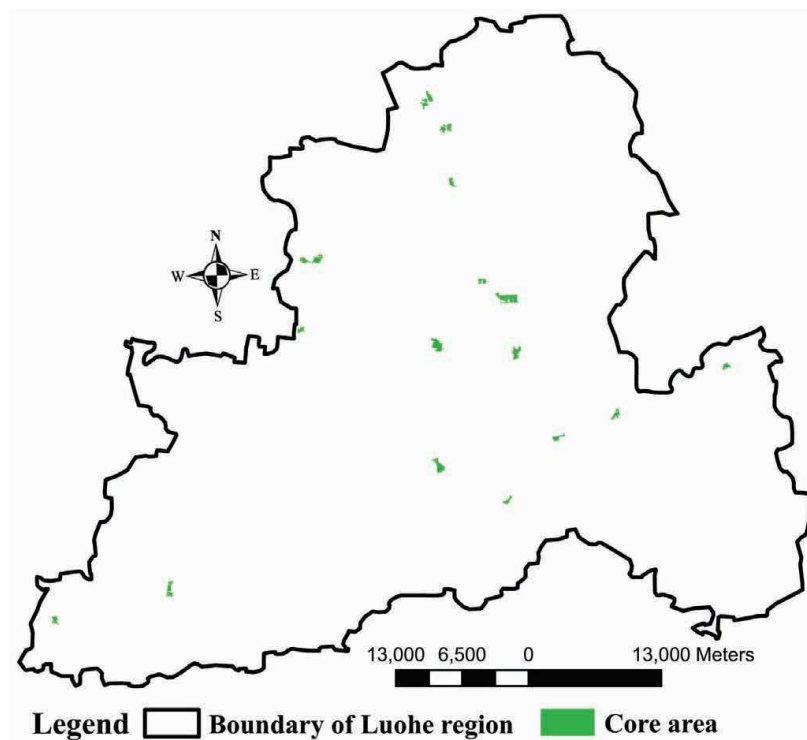 N
W E
S
13,000 6,500 0 13,000 Meters
Legend Boundary of Luohe region Core area